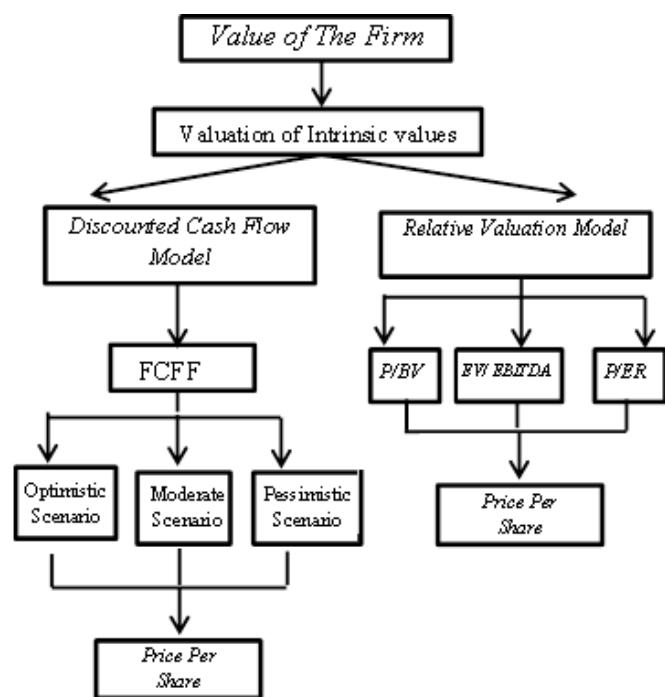 Value of The Firm
Valuation of Intrinsic values
Discounted Cash Flow
Model
Relative Valuation Model
FCFF
P/BV
EV/ EBITDA
P/ER
Optimistic
Scenario
Moderate
Scenario
Pessimistic
Scenario
Price Per
Share
Price Per
Share